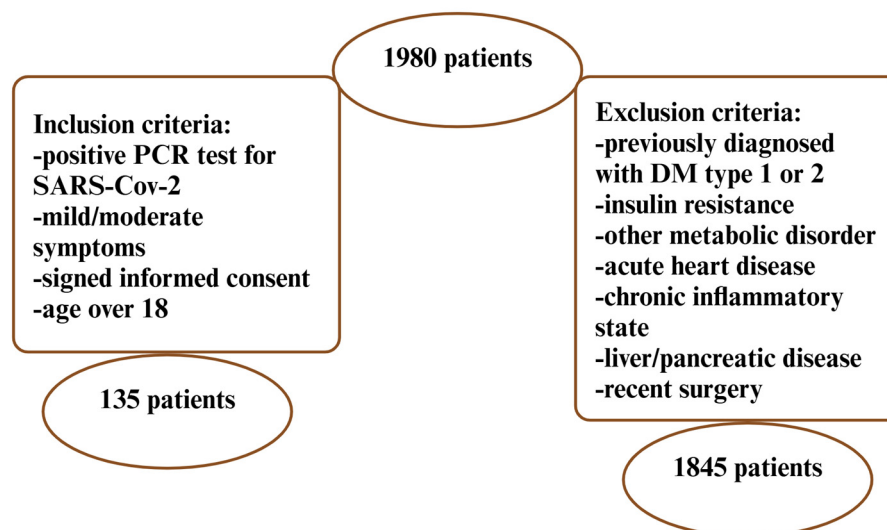 1980 patients
Inclusion criteria:
-positive PCR test for
SARS-Cov-2
-mild/moderate
symptoms
-signed informed consent
-age over 18
135 patients
Exclusion criteria:
-previously diagnosed
with DM type 1 or 2
-insulin resistance
-other metabolic disorder
-acute heart disease
-chronic inflammatory
state
-liver/pancreatic disease
-recent surgery
1845 patients